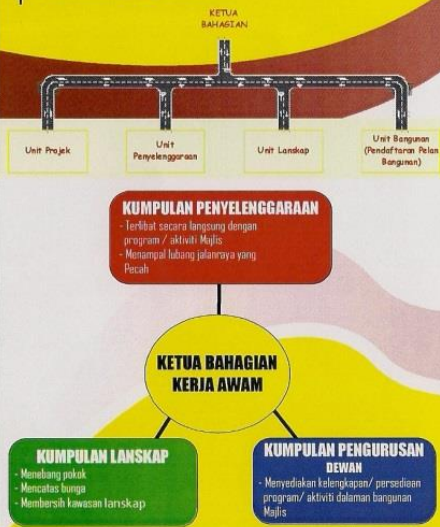 KETUA
BAHAGIAN
Unit Projek
Unit
Penyelenggaraan
Unit Lanskap
Unit Bangunan
(Pendaftaran Pelan
Bangunan)
KUMPULAN PENYELENGGARAAN
- Terlibat secara langsung dengan
program / aktiviti Majlis
- Menampal lubang jalanraya yang
Pecah
KETUA BAHAGIAN
KERJA AWAM
KUMPULAN LANSKAP
- Menebang pokok
- Mencatas bunga
- Membersih kawasan lanskap
KUMPULAN PENGURUSAN
DEWAN
- Menyediakan kelengkapan/ persediaan
program/ aktiviti dalaman bangunan
Majlis